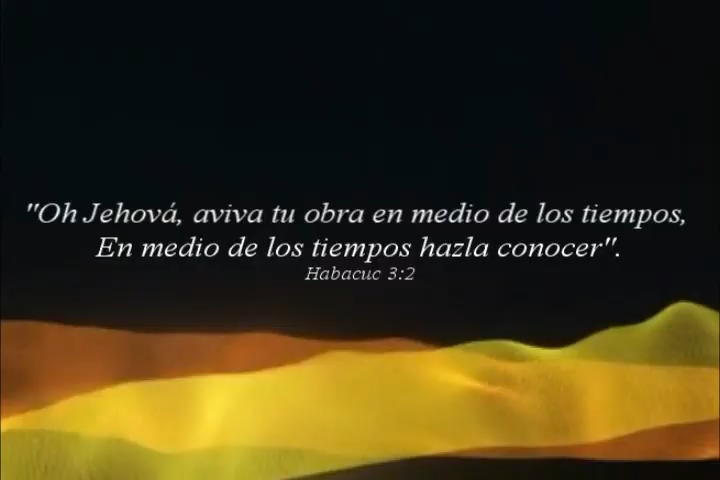 "Oh Jehová, aviva tu obra en medio de los tiempos,
En medio de los tiempos hazla conocer".
Habacuc 3:2